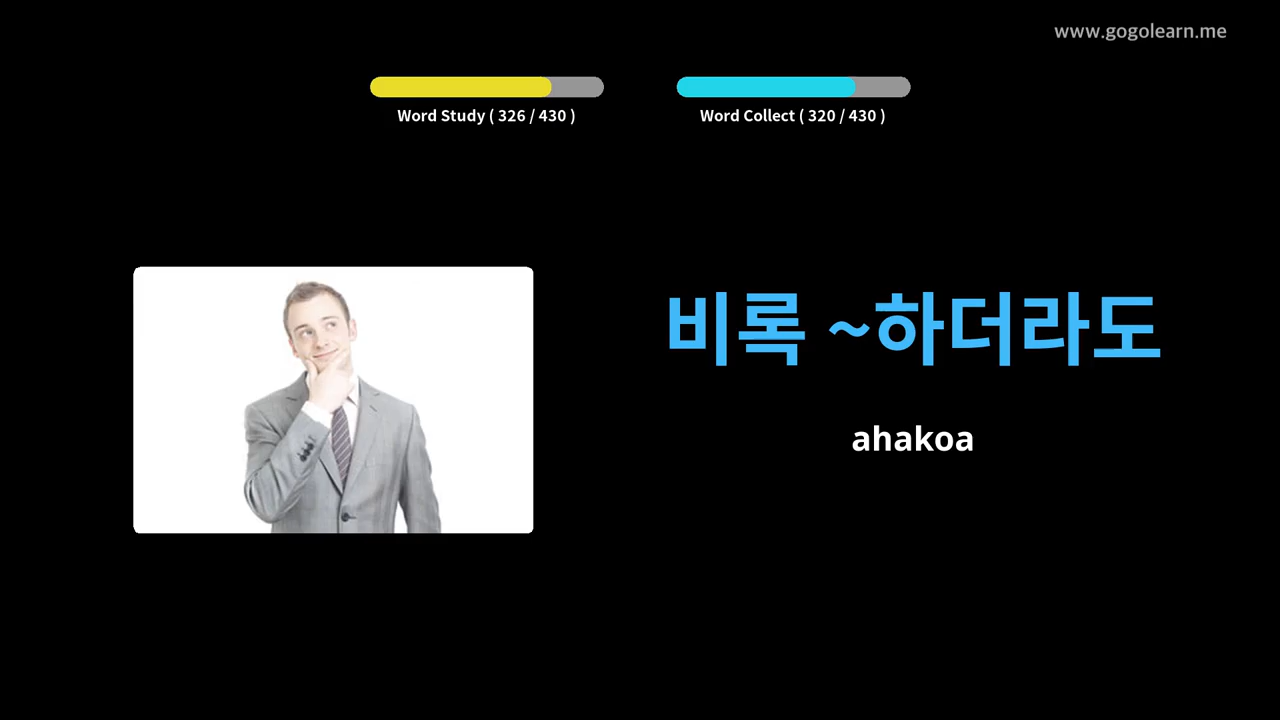 www.gogolearn.me
Word Study ( 326 / 430 )
Word Collect ( 320 / 430 )
비록 ~하더라도
ahakoa